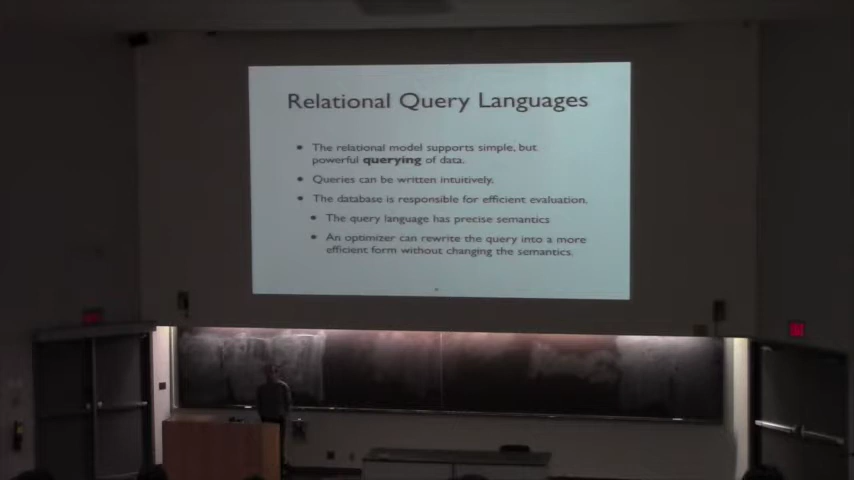 Relational Query Languages
• The relational model supports simple, but
powerful querying of data.
• Queries can be written intuitively.
• The database is responsible for efficient evaluation.
• The query language has precise semantics
• An optimizer can rewrite the query into a more
efficient form without changing the semantics.